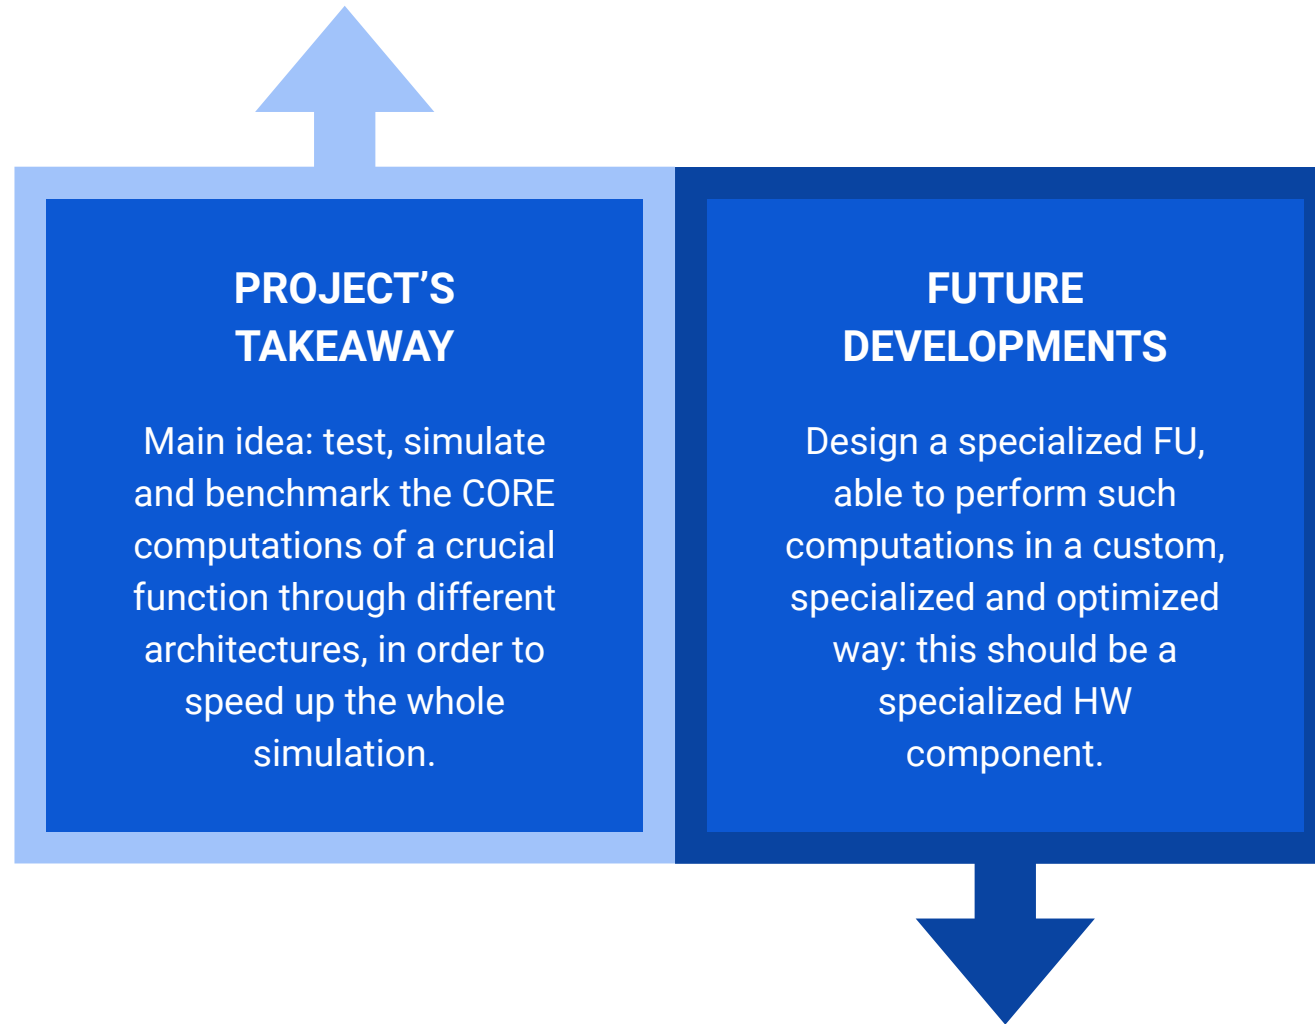 PROJECT’S
TAKEAWAY
Main idea: test, simulate
and benchmark the CORE
computations of a crucial
function through different
architectures, in order to
speed up the whole
simulation.
FUTURE
DEVELOPMENTS
Design a specialized FU,
able to perform such
computations in a custom,
specialized and optimized
way: this should be a
specialized HW
component.